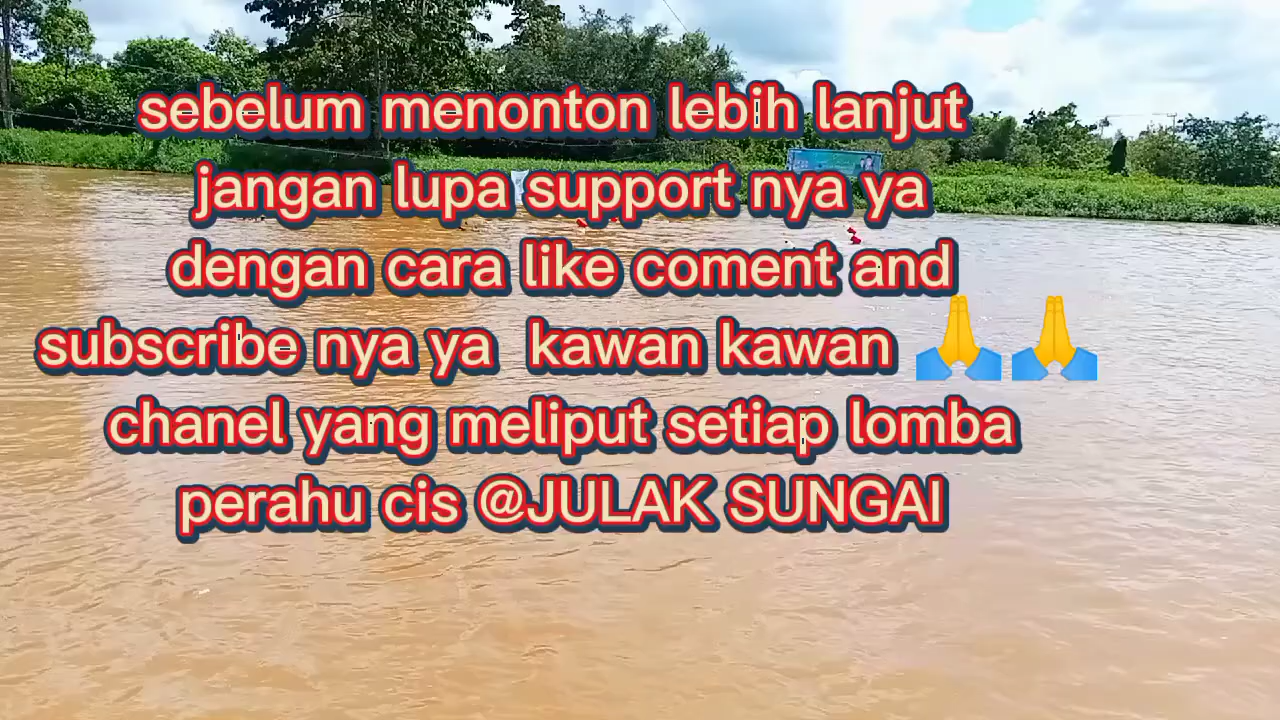 sebelum menonton lebih lanjut
jangan lupa support nya ya
dengan cara like coment and
subscribe nya ya kawan kawan 🙏🙏
chanel yang meliput setiap lomba
perahu cis @JULAK SUNGAI